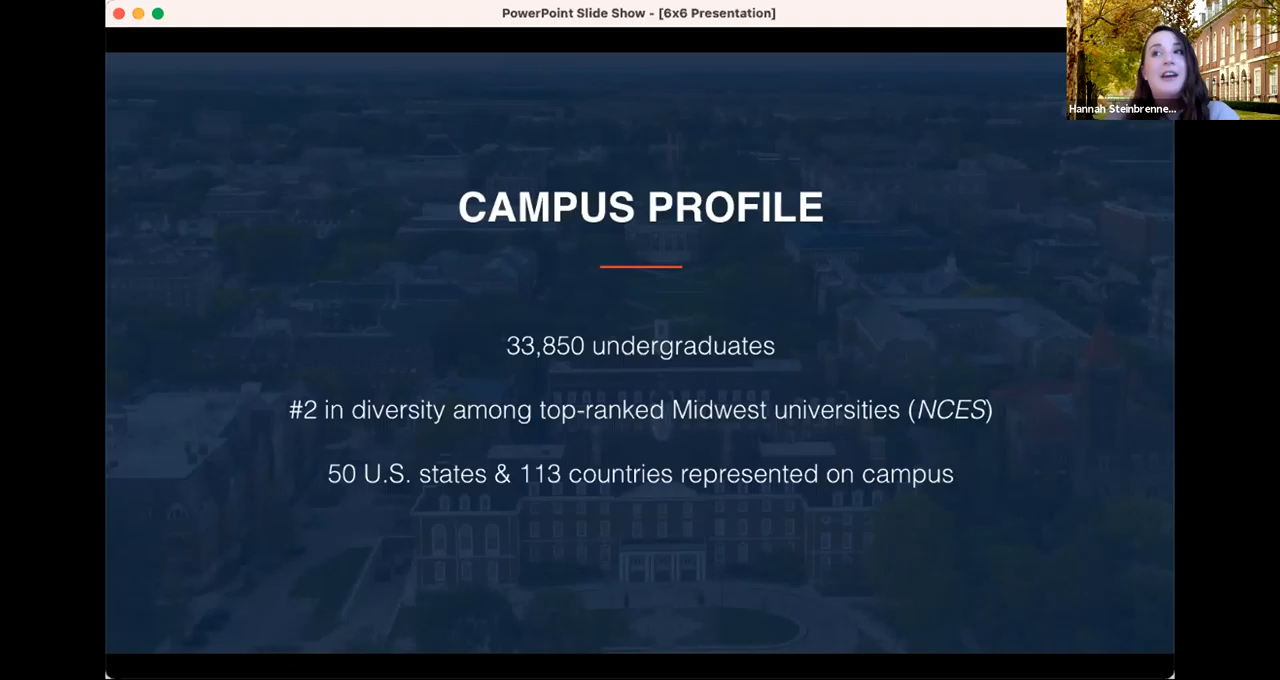 PowerPoint Slide Show - [6x6 Presentation]
Hannah Steinbrenne...
CAMPUS PROFILE
33,850 undergraduates
#2 in diversity among top-ranked Midwest universities (NCES)
50 U.S. states & 113 countries represented on campus